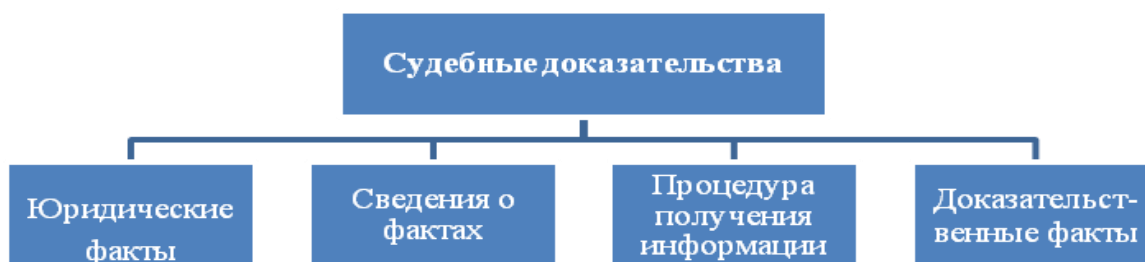 Судебные доказательства
Юридические
факты
Сведения о
фактах
Процедура
получения
информации
Доказательст-
венные факты